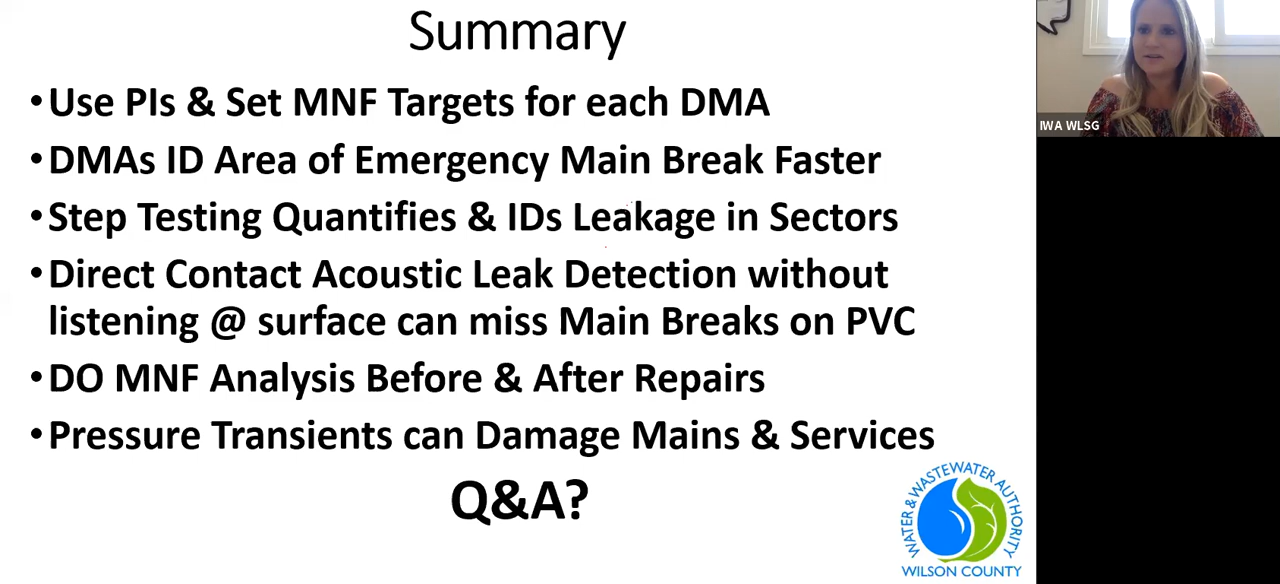 Summary
•Use PIs & Set MNF Targets for each DMA
•DMAs ID Area of Emergency Main Break Faster
•Step Testing Quantifies & IDs Leakage in Sectors
•Direct Contact Acoustic Leak Detection without
listening @ surface can miss Main Breaks on PVC
•DO MNF Analysis Before & After Repairs
•Pressure Transients can Damage Mains & Services
Q&A?
WATER & WASTEWATER AUTHORITY
WILSON COUNTY
IWA WLSG